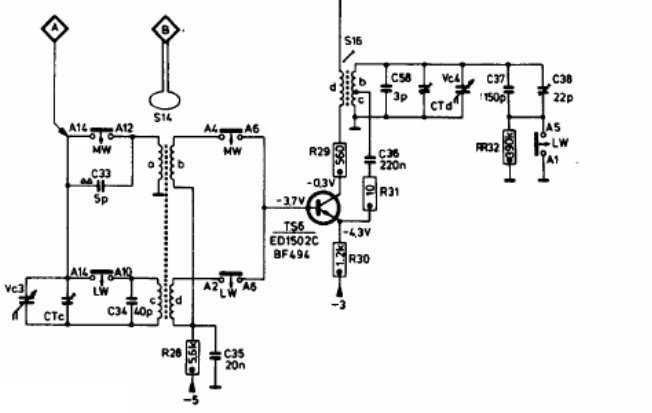 A
B
S14
S16
d
b
c
C58
3p
CTd
Vc4
C37
150p
C38
22p
A14
A12
MW
A4
A6
MW
a
b
C33
5p
R29
560
C36
220n
R31
10
RR32
390k
A5
LW
A1
-0,3V
-3,7V
TS6
ED1502C
BF494
-4,3V
R30
1,2k
-3
Vc3
CTc
A14
A10
LW
C34
40p
c
d
A2
A6
LW
R28
5,6k
C35
20n
-5